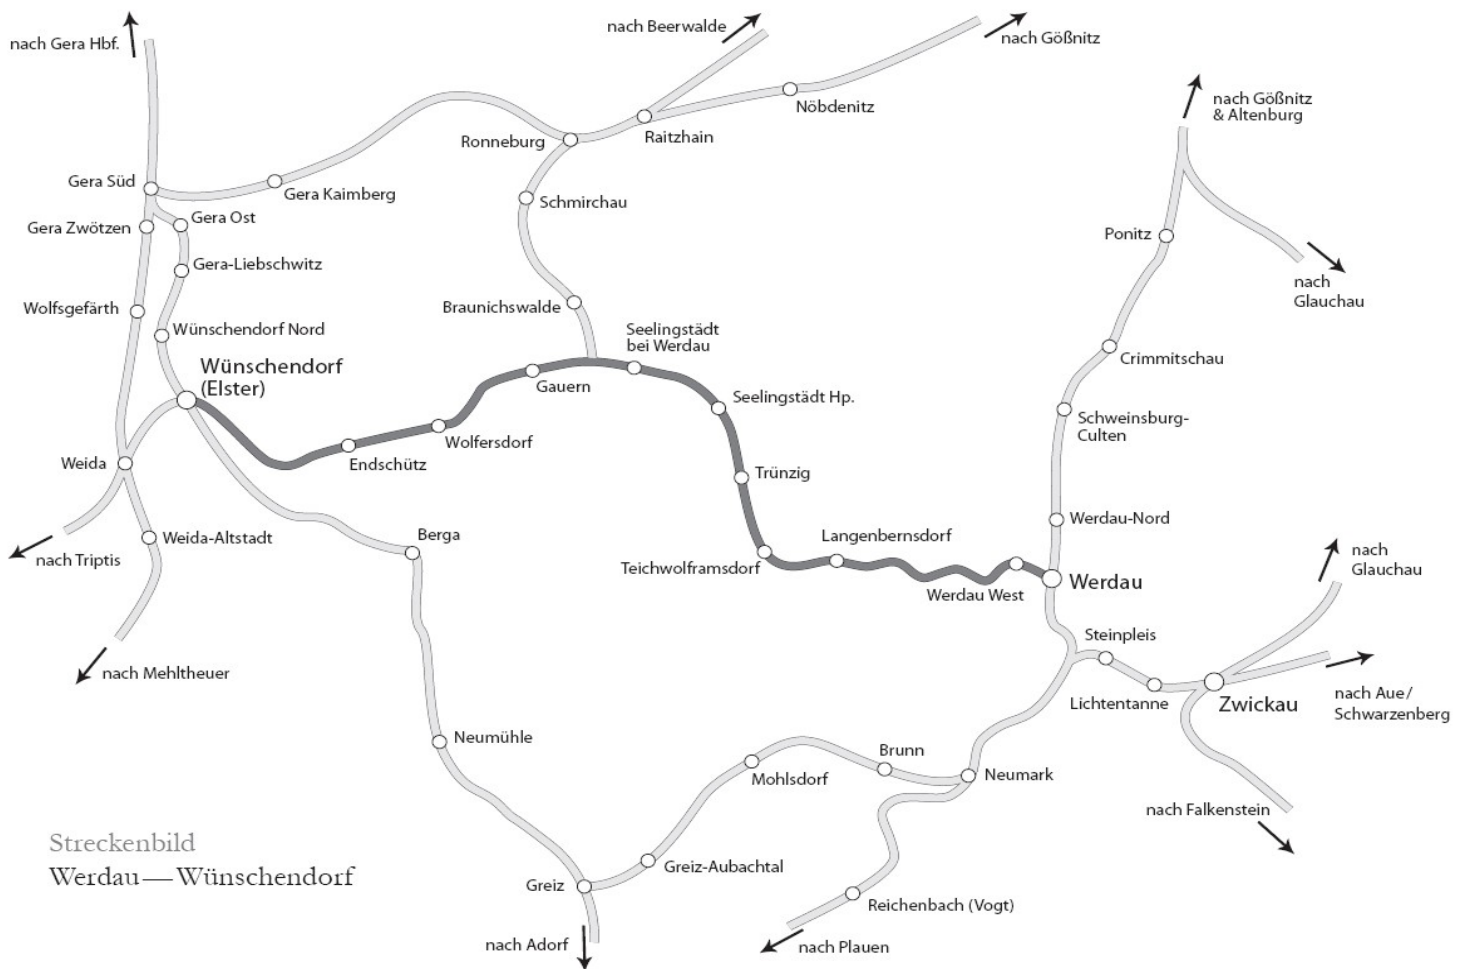 nach Gera Hbf.
nach Beerwalde
nach Gößnitz
Nöbdenitz
Raitzhain
Ronneburg
nach Gößnitz
& Altenburg
Gera Süd
Gera Kaimberg
Schmirchau
Gera Ost
Gera Zwötzen
Ponitz
Gera-Liebschwitz
nach
Glauchau
Wolfsgefärth
Braunichswalde
Wünschendorf Nord
Seelingstädt
bei Werdau
Crimmitschau
Wünschendorf
(Elster)
Gauern
Seelingstädt Hp.
Schweinsburg-
Culten
Wolfersdorf
Endschütz
Weida
Trünzig
Werdau-Nord
Weida-Altstadt
Berga
Langenbernsdorf
nach Triptis
Teichwolframsdorf
nach
Glauchau
Werdau
Werdau West
Steinpleis
nach Mehltheuer
Lichtentanne
Zwickau
nach Aue/
Schwarzenberg
Neumühle
Brunn
Mohlsdorf
Neumark
nach Falkenstein
Streckenbild
Werdau — Wünschendorf
Greiz-Aubachtal
Greiz
Reichenbach (Vogt)
nach Adorf
nach Plauen